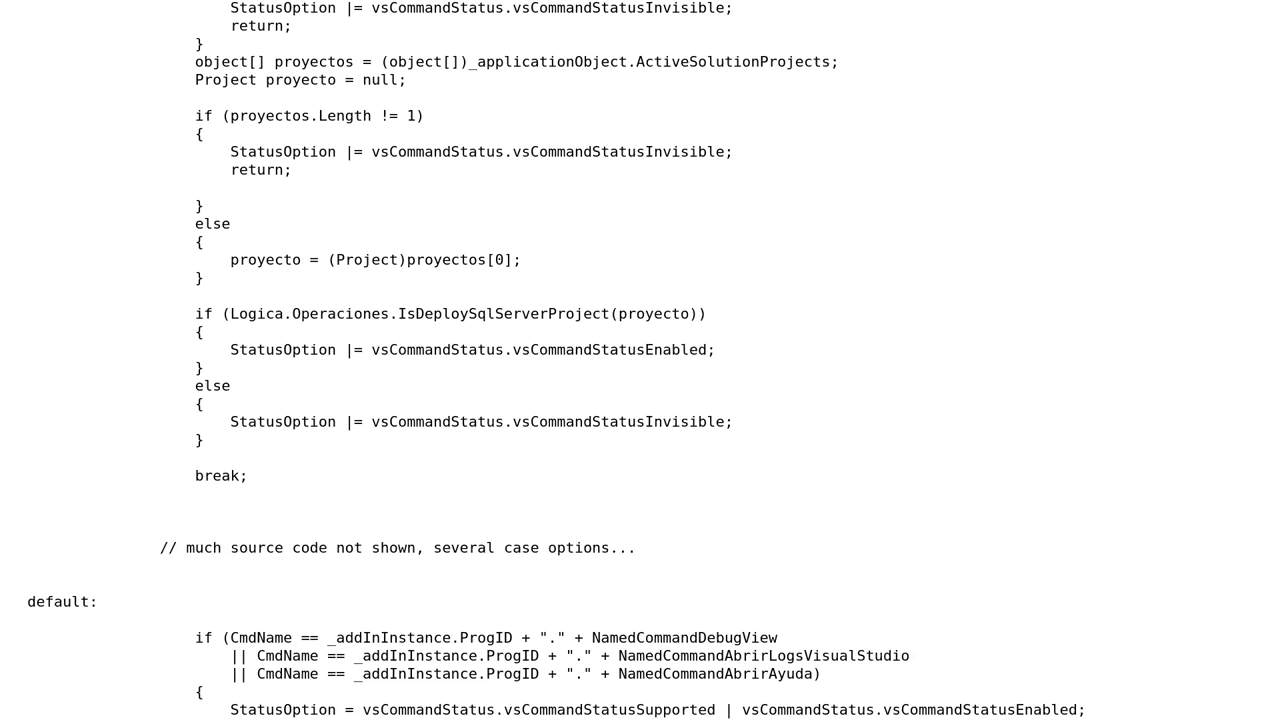 StatusOption |= vsCommandStatus.vsCommandStatusInvisible;
return;
}
object[] proyectos = (object[])_applicationObject.ActiveSolutionProjects;
Project proyecto = null;
if (proyectos.Length != 1)
{
StatusOption |= vsCommandStatus.vsCommandStatusInvisible;
return;
}
else
{
proyecto = (Project)proyectos[0];
}
if (Logica.Operaciones.IsDeploySqlServerProject(proyecto))
{
StatusOption |= vsCommandStatus.vsCommandStatusEnabled;
}
else
{
StatusOption |= vsCommandStatus.vsCommandStatusInvisible;
}
break;
// much source code not shown, several case options...
default:
if (CmdName == _addInInstance.ProgID + "." + NamedCommandDebugView
|| CmdName == _addInInstance.ProgID + "." + NamedCommandAbrirLogsVisualStudio
|| CmdName == _addInInstance.ProgID + "." + NamedCommandAbrirAyuda)
{
StatusOption = vsCommandStatus.vsCommandStatusSupported | vsCommandStatus.vsCommandStatusEnabled;